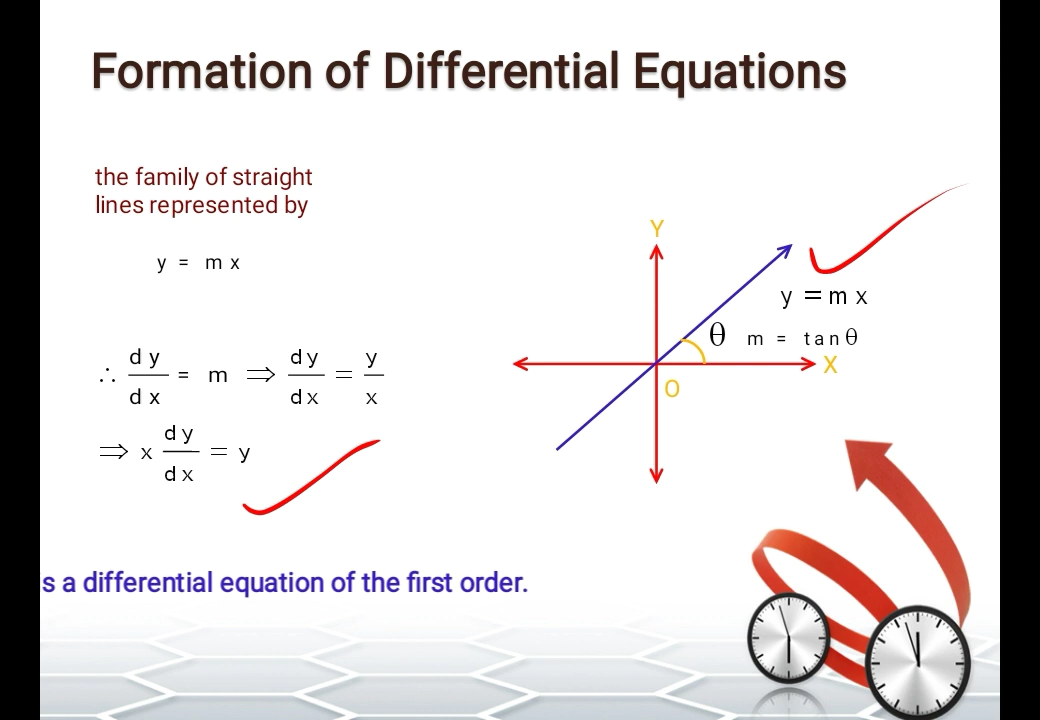 Formation of Differential Equations
the family of straight
lines represented by
y = m x
∴ dy/dx = m ⇒ dy/dx = y/x
⇒ x dy/dx = y
s a differential equation of the first order.
Y
y = m x
θ m = tan θ
X
O